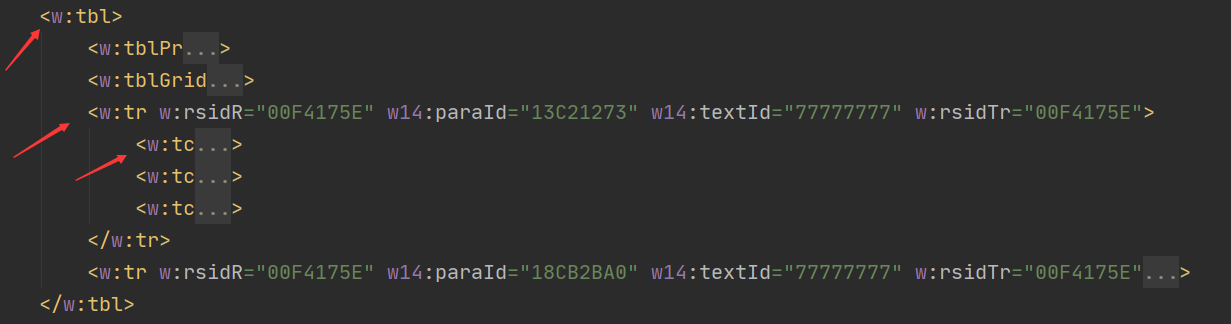 <w:tbl>
<w:tblPr...>
<w:tblGrid...>
<w:tr w:rsidR="00F4175E" w14:paraId="13C21273" w14:textId="77777777" w:rsidTr="00F4175E">
<w:tc...>
<w:tc...>
<w:tc...>
</w:tr>
<w:tr w:rsidR="00F4175E" w14:paraId="18CB2BA0" w14:textId="77777777" w:rsidTr="00F4175E"...>
</w:tbl>